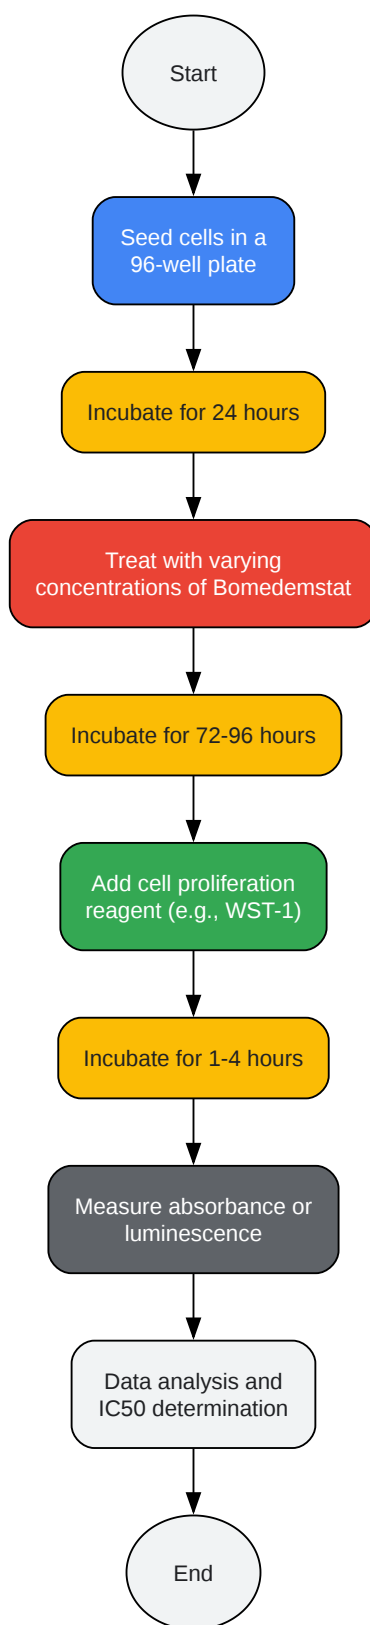 Start
Seed cells in a
96-well plate
Incubate for 24 hours
Treat with varying
concentrations of Bomedemstat
Incubate for 72-96 hours
Add cell proliferation
reagent (e.g., WST-1)
Incubate for 1-4 hours
Measure absorbance or
luminescence
Data analysis and
IC50 determination
End